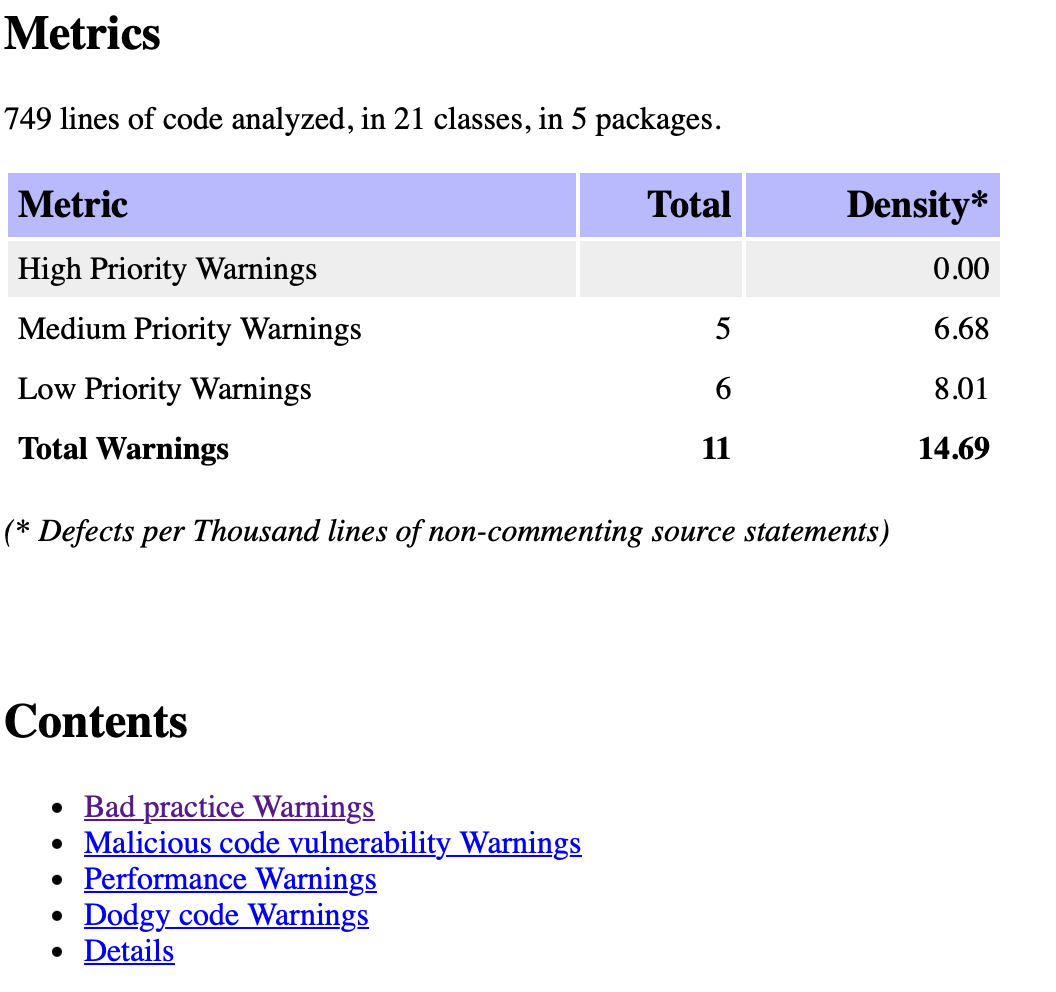 Metrics
749 lines of code analyzed, in 21 classes, in 5 packages.
Metric Total Density*
High Priority Warnings 0.00
Medium Priority Warnings 5 6.68
Low Priority Warnings 6 8.01
Total Warnings 11 14.69
(* Defects per Thousand lines of non-commenting source statements)
Contents
• Bad practice Warnings
• Malicious code vulnerability Warnings
• Performance Warnings
• Dodgy code Warnings
• Details